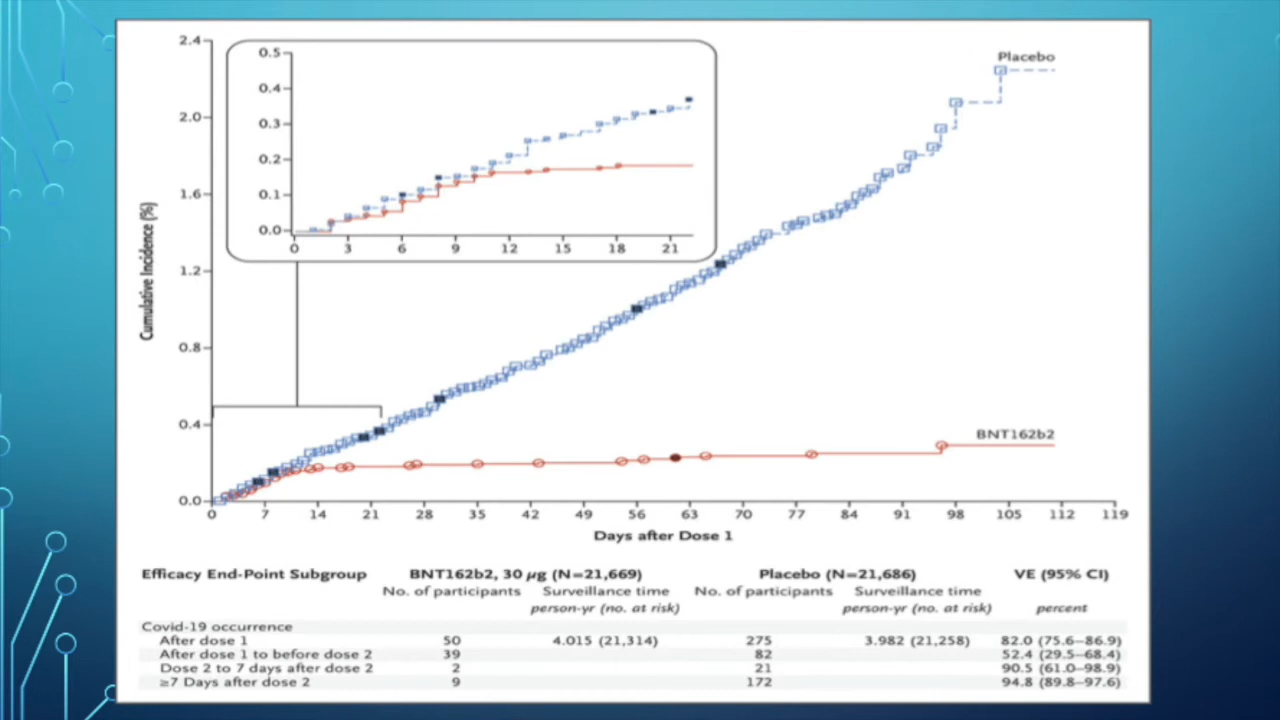 2.4
2.0
1.6
1.2
0.8
0.4
0.0
Cumulative Incidence (%)
0.5
0.4
0.3
0.2
0.1
0.0
0 3 6 9 12 15 18 21
Placebo
BNT162b2
0 7 14 21 28 35 42 49 56 63 70 77 84 91 98 105 112 119
Days after Dose 1
Efficacy End-Point Subgroup BNT162b2, 30 μg (N=21,669) Placebo (N=21,686) VE (95% CI)
No. of participants Surveillance time No. of participants Surveillance time
person-yr (no. at risk) person-yr (no. at risk) percent
Covid-19 occurrence
After dose 1 50 4.015 (21,314) 275 3.982 (21,258) 82.0 (75.6–86.9)
After dose 1 to before dose 2 39 82 52.4 (29.5–68.4)
Dose 2 to 7 days after dose 2 2 21 90.5 (61.0–98.9)
≥7 Days after dose 2 9 172 94.8 (89.8–97.6)